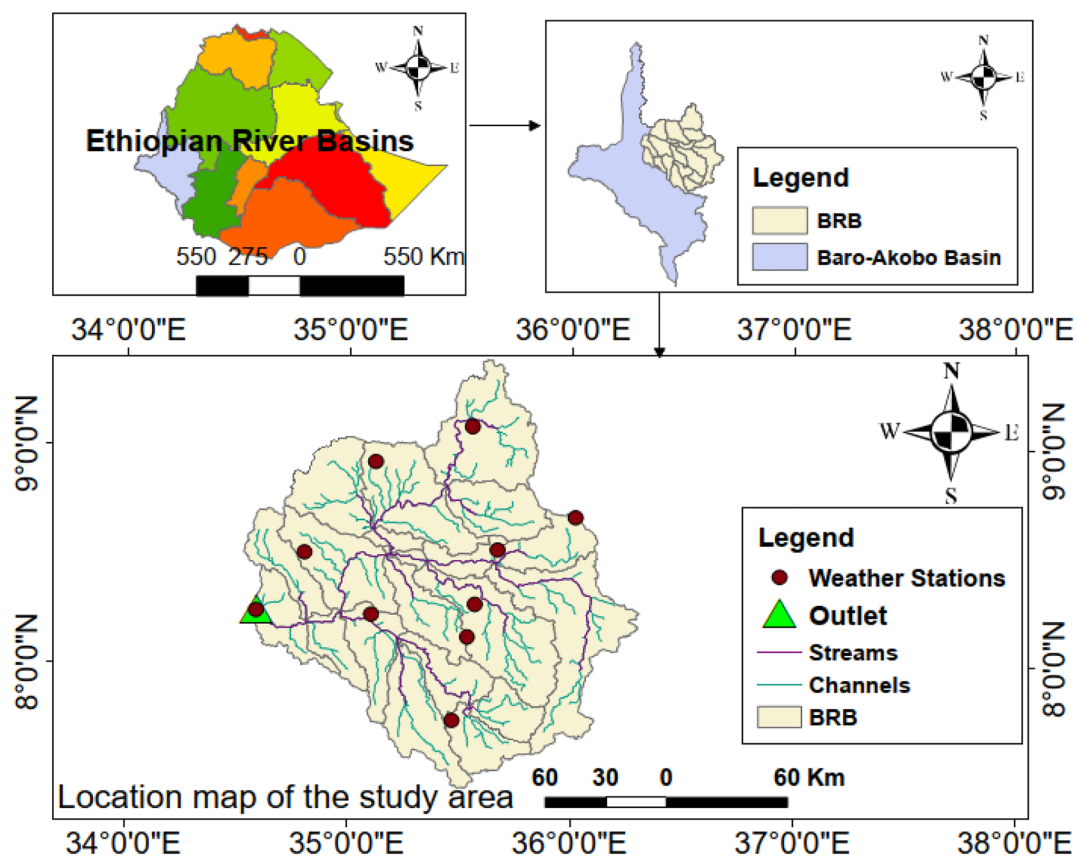 Ethiopian River Basins
N
W E
S
550 275 0 550 Km
N
W E
S
Legend
BRB
Baro-Akobo Basin
34°0'0"E 35°0'0"E 36°0'0"E 37°0'0"E 38°0'0"E
9°0'0"N
8°0'0"N
N
W E
S
Legend
Weather Stations
Outlet
Streams
Channels
BRB
9°0'0"N
8°0'0"N
60 30 0 60 Km
Location map of the study area
34°0'0"E 35°0'0"E 36°0'0"E 37°0'0"E 38°0'0"E